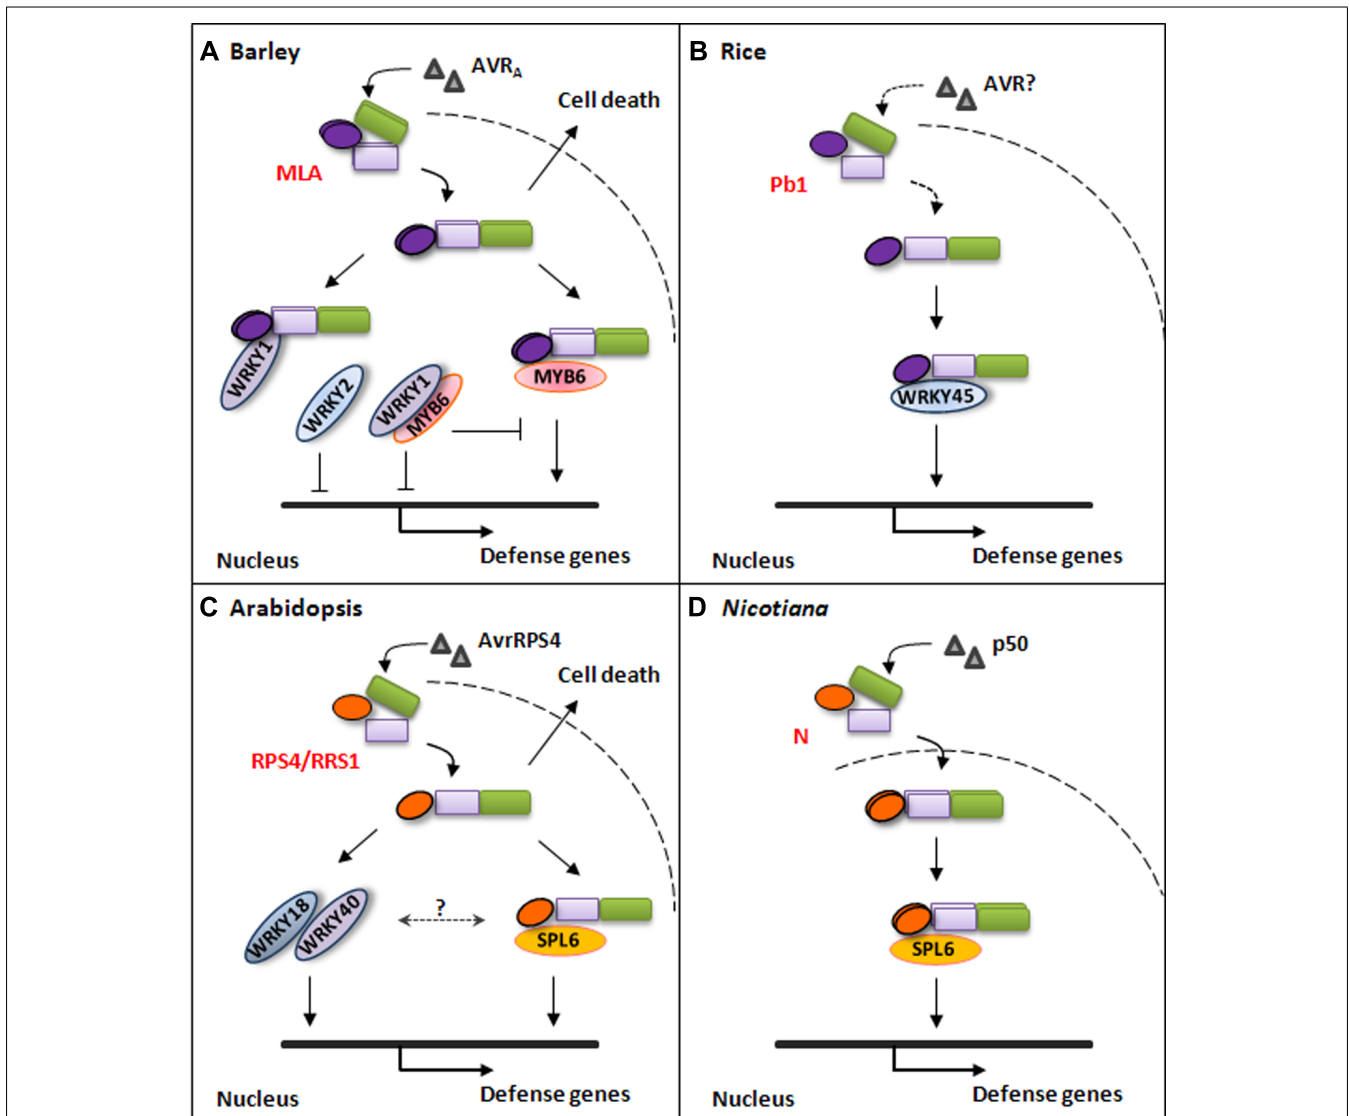 A Barley
AVRA
Cell death
MLA
WRKY1
WRKY2
WRKY1
MYB6
MYB6
Nucleus
Defense genes
B Rice
AVR?
Pb1
WRKY45
Nucleus
Defense genes
C Arabidopsis
AvrRPS4
Cell death
RPS4/RRS1
WRKY18
WRKY40
?
SPL6
Nucleus
Defense genes
D Nicotiana
p50
N
SPL6
Nucleus
Defense genes